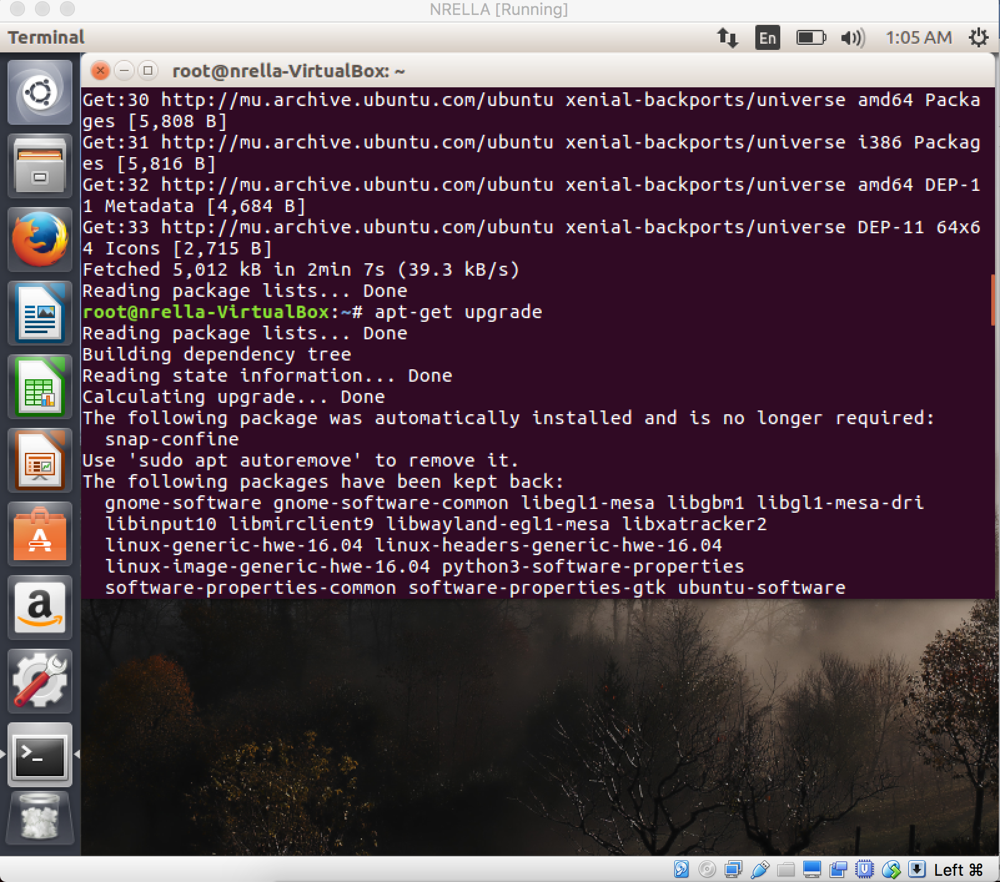 NRELLA [Running]
Terminal
En
1:05 AM
root@nrella-VirtualBox: ~
Get:30 http://mu.archive.ubuntu.com/ubuntu xenial-backports/universe amd64 Packa
ges [5,808 B]
Get:31 http://mu.archive.ubuntu.com/ubuntu xenial-backports/universe i386 Packag
es [5,816 B]
Get:32 http://mu.archive.ubuntu.com/ubuntu xenial-backports/universe amd64 DEP-1
1 Metadata [4,684 B]
Get:33 http://mu.archive.ubuntu.com/ubuntu xenial-backports/universe DEP-11 64x6
4 Icons [2,715 B]
Fetched 5,012 kB in 2min 7s (39.3 kB/s)
Reading package lists... Done
root@nrella-VirtualBox:~# apt-get upgrade
Reading package lists... Done
Building dependency tree
Reading state information... Done
Calculating upgrade... Done
The following package was automatically installed and is no longer required:
  snap-confine
Use 'sudo apt autoremove' to remove it.
The following packages have been kept back:
  gnome-software gnome-software-common libegl1-mesa libgbm1 libgl1-mesa-dri
  libinput10 libmirclient9 libwayland-egl1-mesa libxatracker2
  linux-generic-hwe-16.04 linux-headers-generic-hwe-16.04
  linux-image-generic-hwe-16.04 python3-software-properties
  software-properties-common software-properties-gtk ubuntu-software
Left ⌘